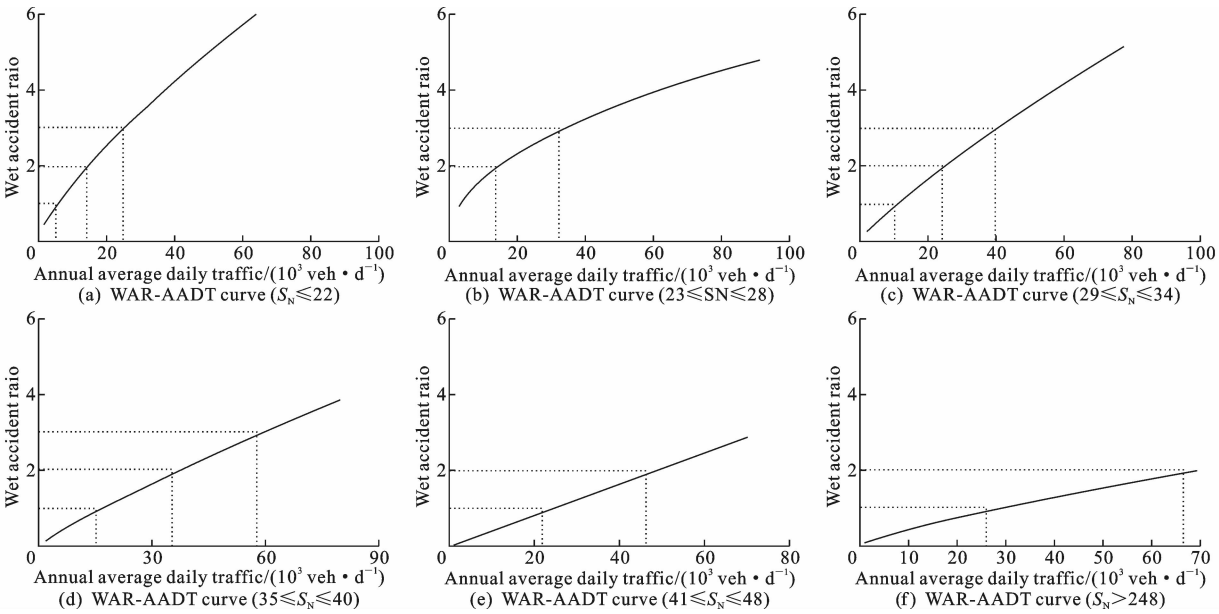 6
4
2
0
20
40
60
80
100
Wet accident raio
Annual average daily traffic/(10³ veh·d⁻¹)
(a) WAR-AADT curve (S_N≤22)
6
4
2
0
20
40
60
80
100
Wet accident raio
Annual average daily traffic/(10³ veh·d⁻¹)
(b) WAR-AADT curve (23≤SN≤28)
6
4
2
0
20
40
60
80
100
Wet accident raio
Annual average daily traffic/(10³ veh·d⁻¹)
(c) WAR-AADT curve (29≤S_N≤34)
6
4
2
0
30
60
90
Wet accident raio
Annual average daily traffic/(10³ veh·d⁻¹)
(d) WAR-AADT curve (35≤S_N≤40)
6
4
2
0
20
40
60
80
Wet accident raio
Annual average daily traffic/(10³ veh·d⁻¹)
(e) WAR-AADT curve (41≤S_N≤48)
6
4
2
0
10
20
30
40
50
60
70
Wet accident raio
Annual average daily traffic/(10³ veh·d⁻¹)
(f) WAR-AADT curve (S_N>248)